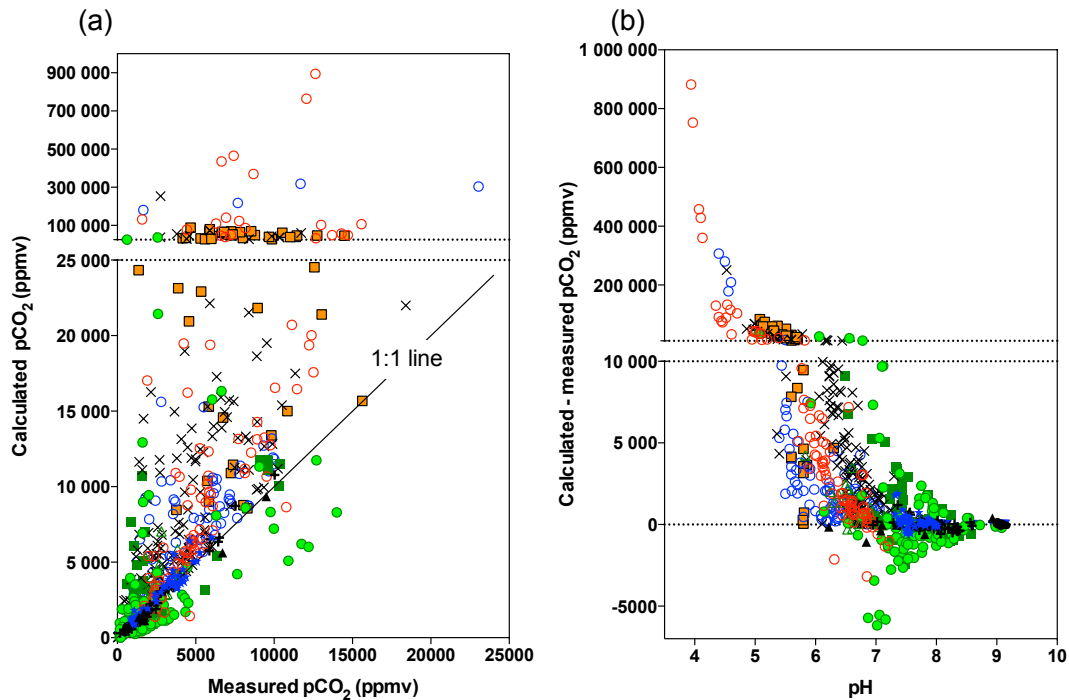 (a)
900 000
700 000
500 000
300 000
100 000
25 000
20 000
15 000
10 000
5 000
0
Calculated pCO2 (ppmv)
1:1 line
0 5000 10000 15000 20000 25000
Measured pCO2 (ppmv)
(b)
1 000 000
800 000
600 000
400 000
200 000
10 000
5 000
0
-5000
Calculated - measured pCO2 (ppmv)
4 5 6 7 8 9 10
pH